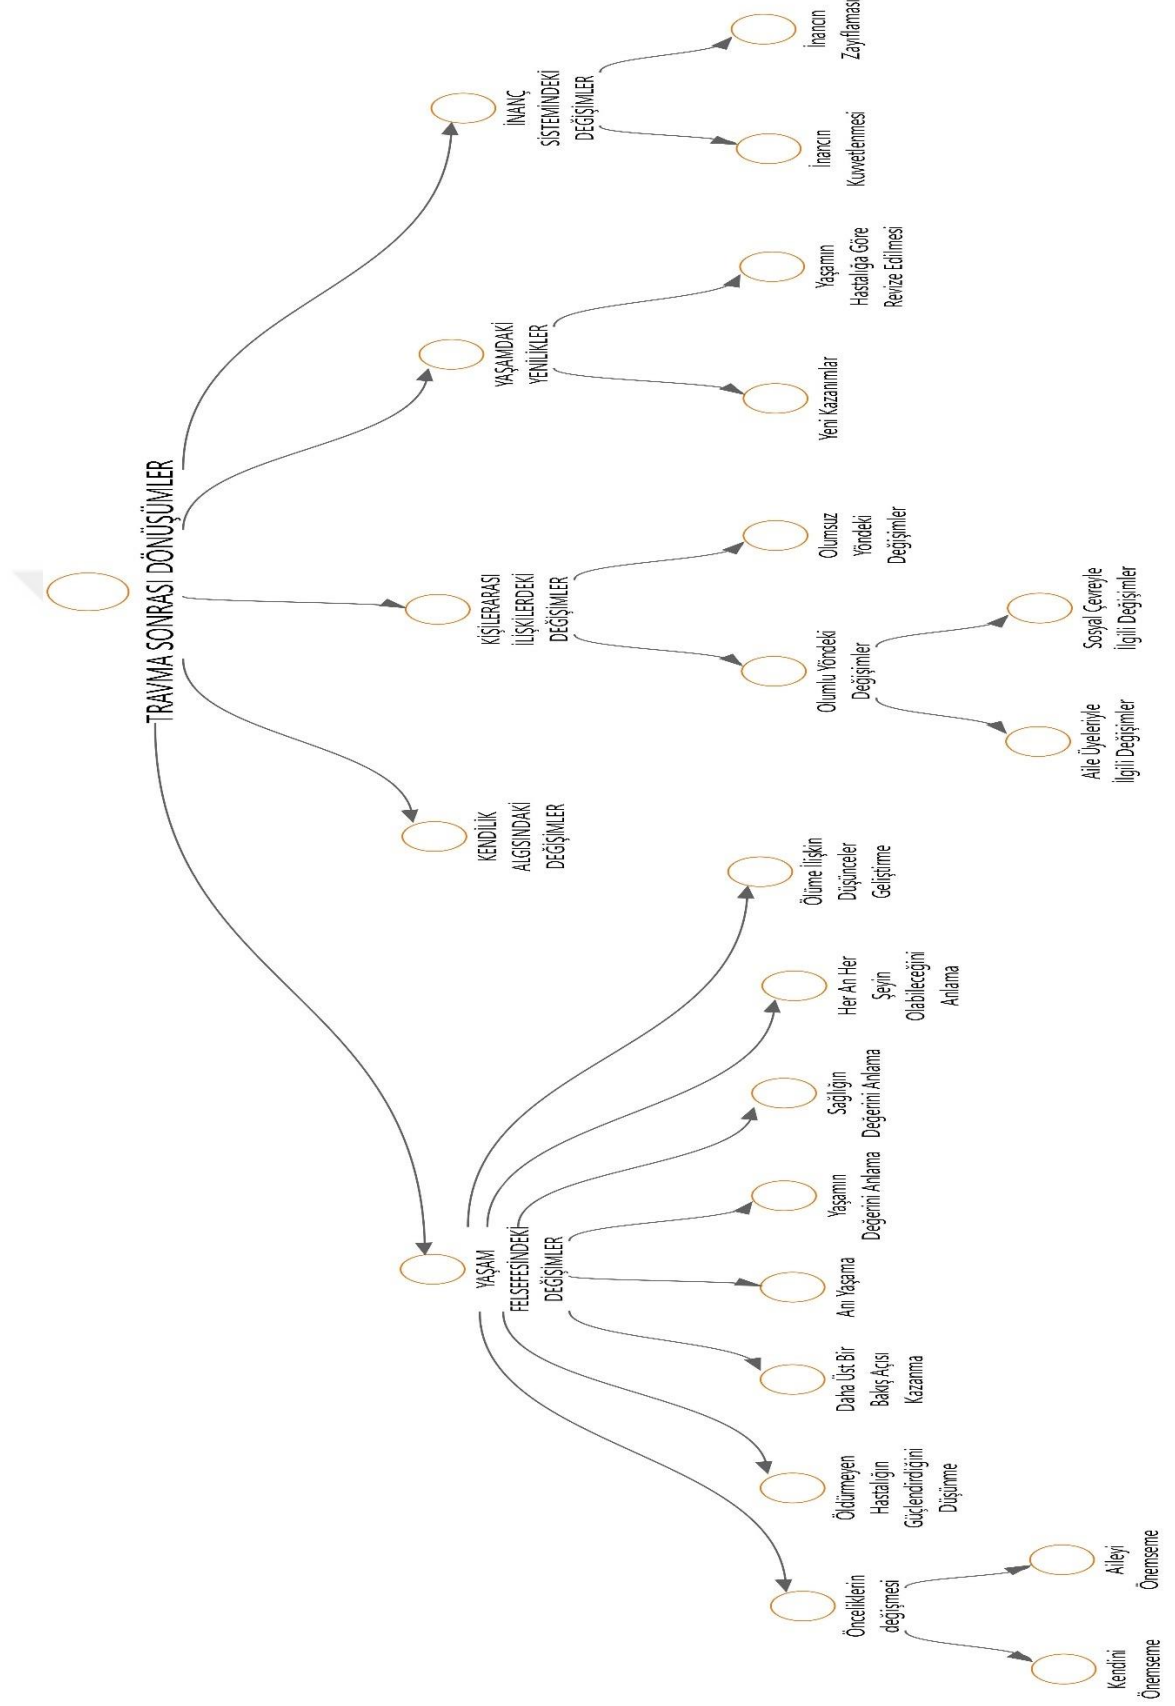 TRAVMA SONRASI DÖNÜŞÜMLER
YAŞAM
FELSEFESİNDEKİ
DEĞİŞİMLER
KENDİLİK
ALGISINDAKİ
DEĞİŞİMLER
KİŞİLERARASI
İLİŞKİLERDEKİ
DEĞİŞİMLER
YAŞAMDAKİ
YENİLİKLER
İNANÇ
SİSTEMİNDEKİ
DEĞİŞİMLER
Önceliklerin
değişmesi
Öldürmeyen
Hastalığın
Güçlendirdiğini
Düşünme
Daha Üst Bir
Bakış Açısı
Kazanma
Anı Yaşama
Yaşamın
Değerini Anlama
Sağlığın
Değerini Anlama
Her An Her
Şeyin
Olabileceğini
Anlama
Ölüme İlişkin
Düşünceler
Geliştirme
Olumlu Yöndeki
Değişimler
Olumsuz
Yöndeki
Değişimler
Yeni Kazanımlar
Yaşamın
Hastalığa Göre
Revize Edilmesi
İnancın
Kuvvetlenmesi
İnancın
Zayıflaması
Kendini
Önemseme
Aileyi
Önemseme
Aile Üyeleriyle
İlgili Değişimler
Sosyal Çevreyle
İlgili Değişimler